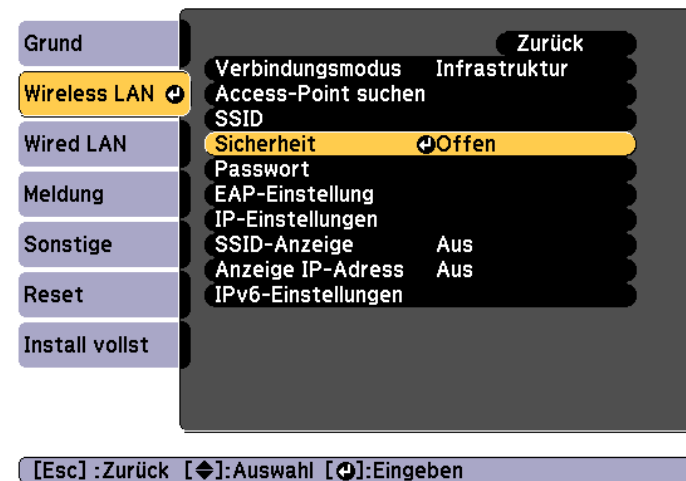 Grund
Wireless LAN
Wired LAN
Meldung
Sonstige
Reset
Install vollst
Zurück
Verbindungsmodus Infrastruktur
Access-Point suchen
SSID
Sicherheit Offen
Passwort
EAP-Einstellung
IP-Einstellungen
SSID-Anzeige Aus
Anzeige IP-Adress Aus
IPv6-Einstellungen
[Esc] :Zurück [◆]:Auswahl [⏎]:Eingeben